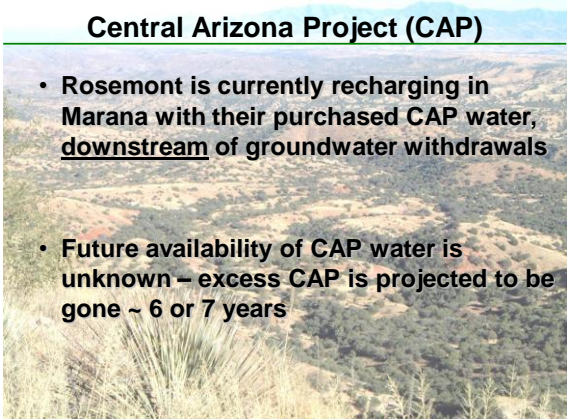 Central Arizona Project (CAP)
• Rosemont is currently recharging in
Marana with their purchased CAP water,
downstream of groundwater withdrawals
• Future availability of CAP water is
unknown – excess CAP is projected to be
gone ~ 6 or 7 years